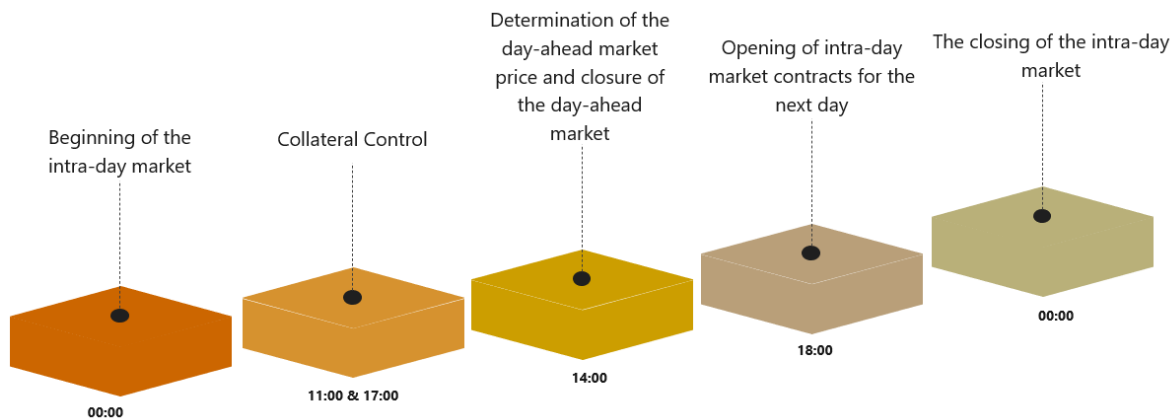 Beginning of the
intra-day market
00:00
Collateral Control
11:00 & 17:00
Determination of the
day-ahead market
price and closure of
the day-ahead
market
14:00
Opening of intra-day
market contracts for the
next day
18:00
The closing of the intra-day
market
00:00